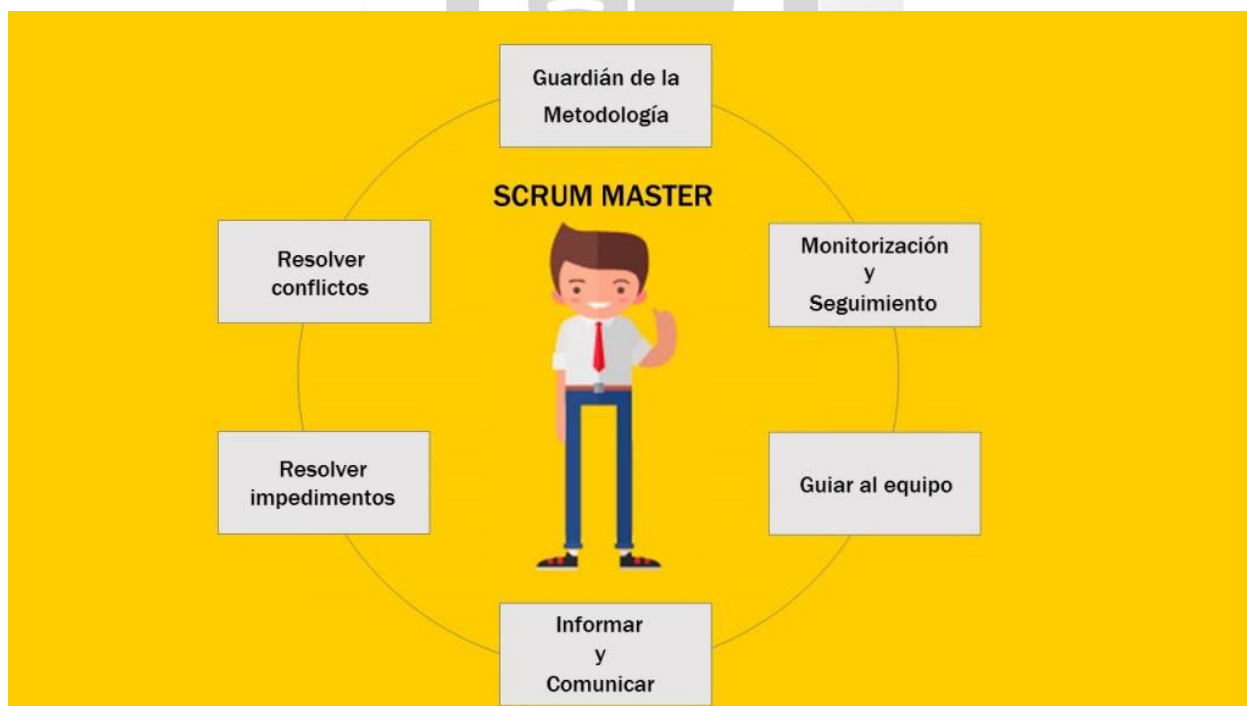 Guardián de la
Metodología
SCRUM MASTER
Resolver
conflictos
Monitorización
y
Seguimiento
Resolver
impedimentos
Guiar al equipo
Informar
y
Comunicar